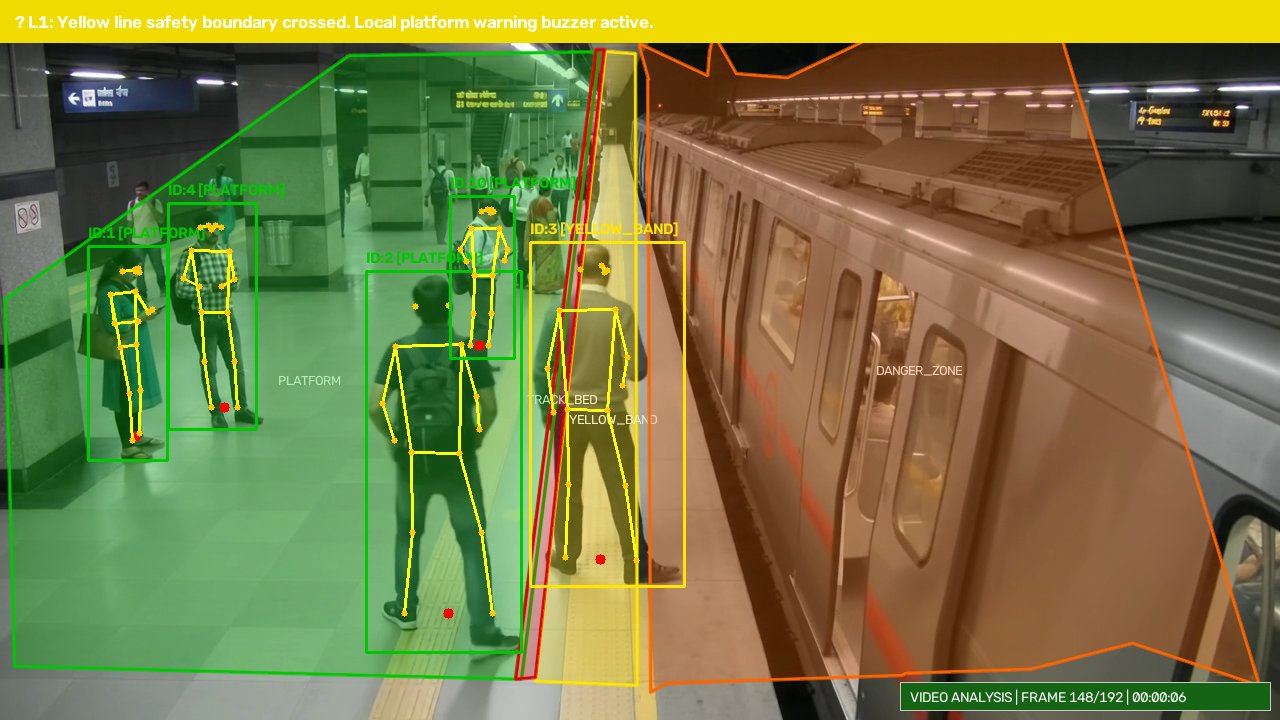 ? L1: Yellow line safety boundary crossed. Local platform warning buzzer active.
ID:4 [PLATFORM]
ID:10 [PLATFORM]
ID:1 [PLATFORM]
ID:3 [YELLOW_BAND]
ID:2 [PLATFORM]
PLATFORM
DANGER_ZONE
TRACK_BED
YELLOW_BAND
VIDEO ANALYSIS | FRAME 148/192 | 00:00:06